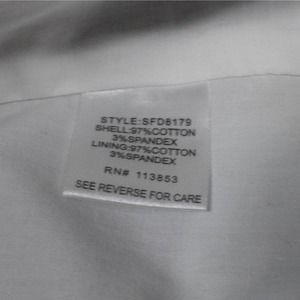 STYLE:SFD8179
SHELL:97%COTTON
3%SPANDEX
LINING:97%COTTON
3%SPANDEX
RN# 113853
SEE REVERSE FOR CARE